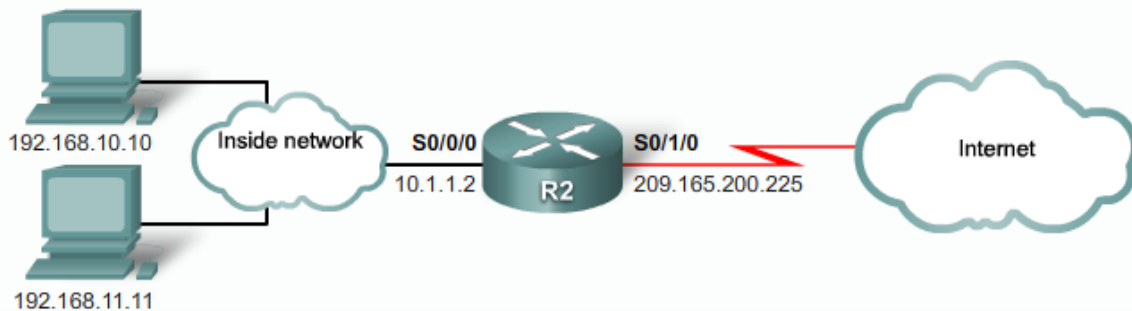 192.168.10.10
Inside network
S0/0/0
10.1.1.2
R2
S0/1/0
209.165.200.225
Internet
192.168.11.11